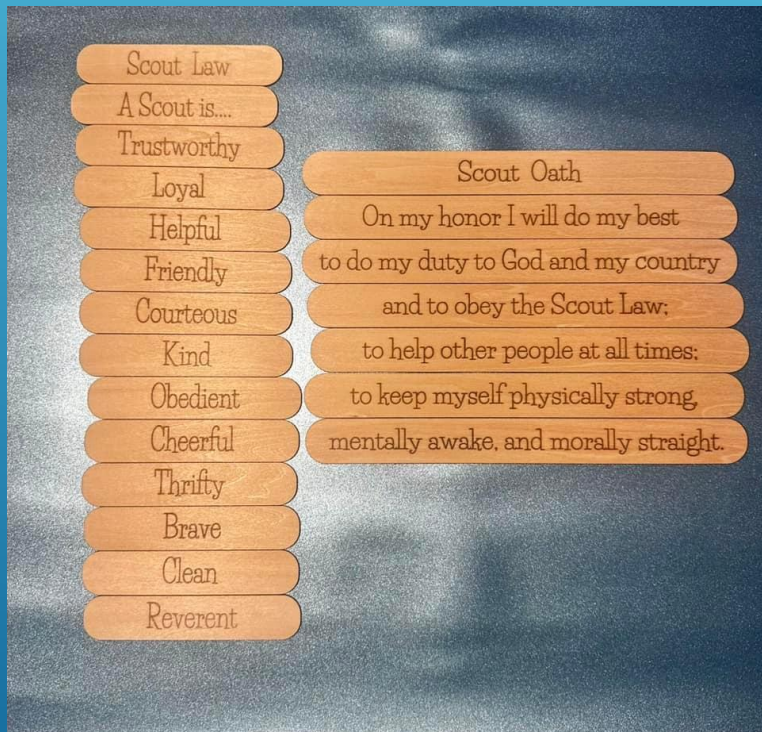 Scout Law
A Scout is....
Trustworthy
Loyal
Helpful
Friendly
Courteous
Kind
Obedient
Cheerful
Thrifty
Brave
Clean
Reverent
Scout Oath
On my honor I will do my best
to do my duty to God and my country
and to obey the Scout Law;
to help other people at all times;
to keep myself physically strong,
mentally awake, and morally straight.